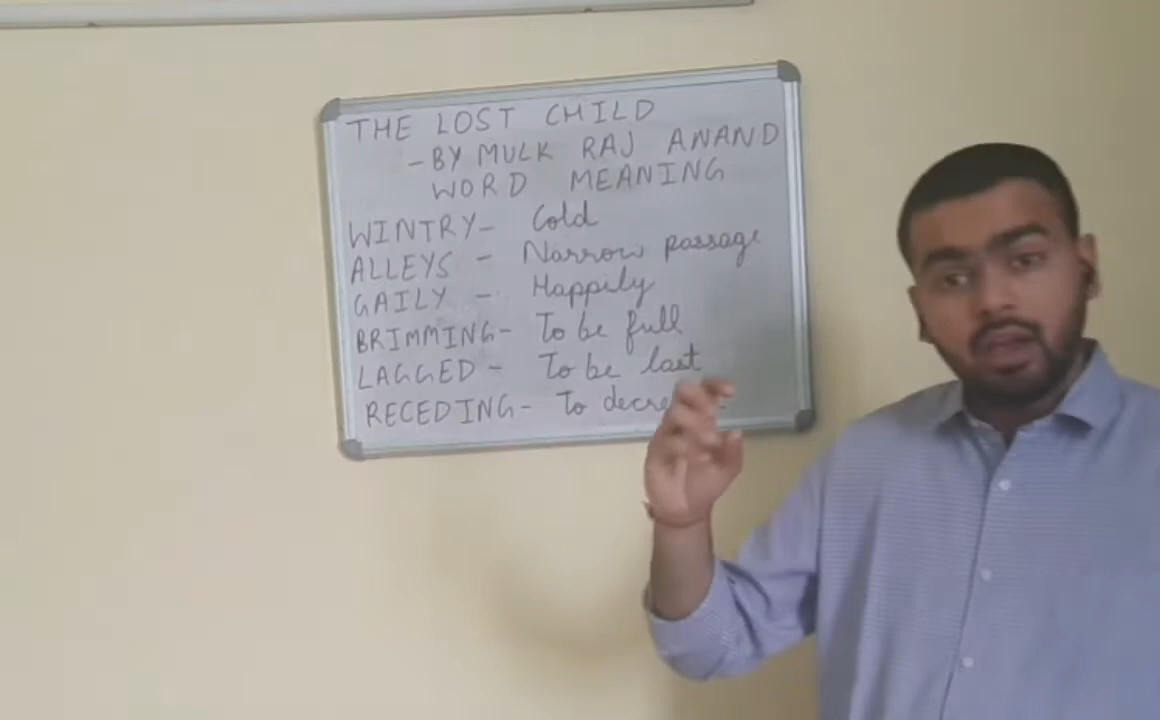 THE LOST CHILD
-BY MULK RAJ ANAND
WORD MEANING
WINTRY- Cold
ALLEYS - Narrow passage
GAILY - Happily
BRIMMING- To be full
LAGGED - To be last
RECEDING- To